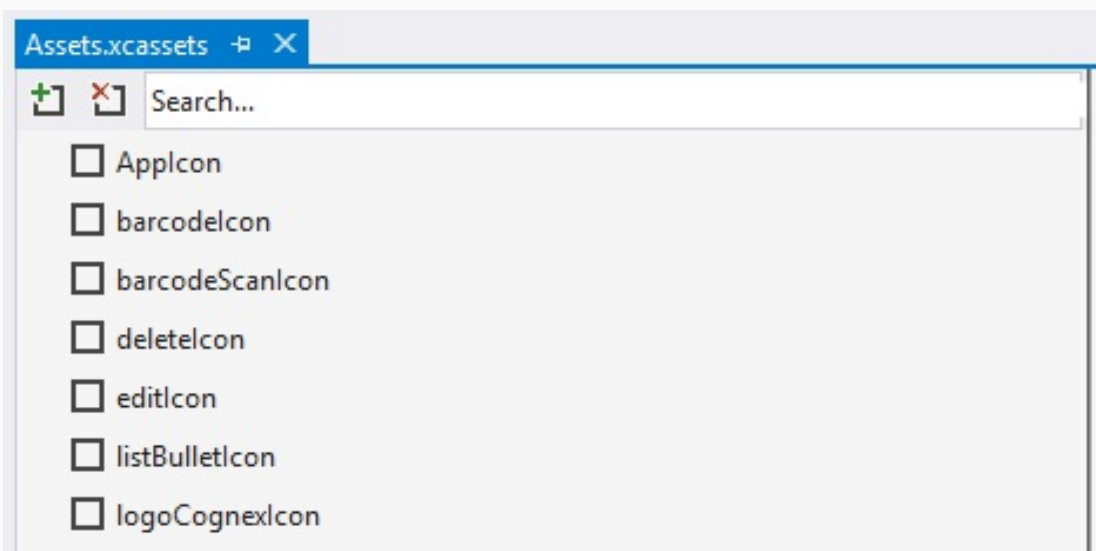 Assets.xcassets
Search...
AppIcon
barcodeIcon
barcodeScanIcon
deleteIcon
editIcon
listBulletIcon
logoCognexIcon